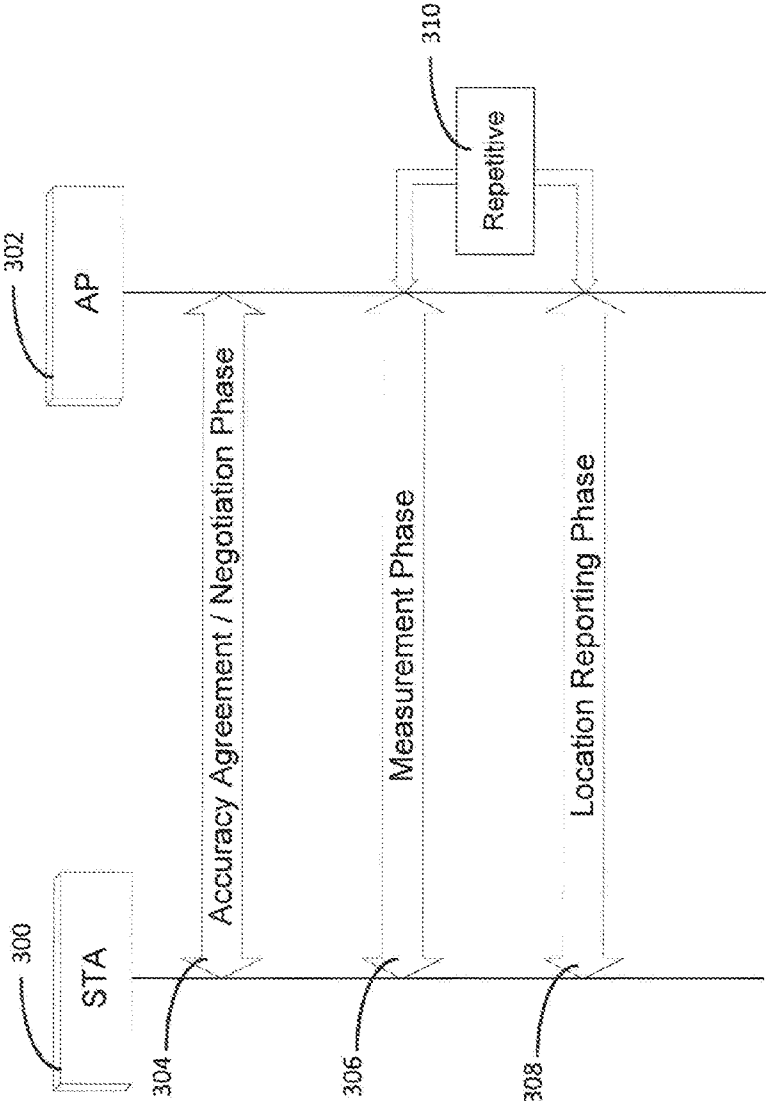 300
STA
302
AP
304
Accuracy Agreement / Negotiation Phase
306
Measurement Phase
310
Repetitive
308
Location Reporting Phase